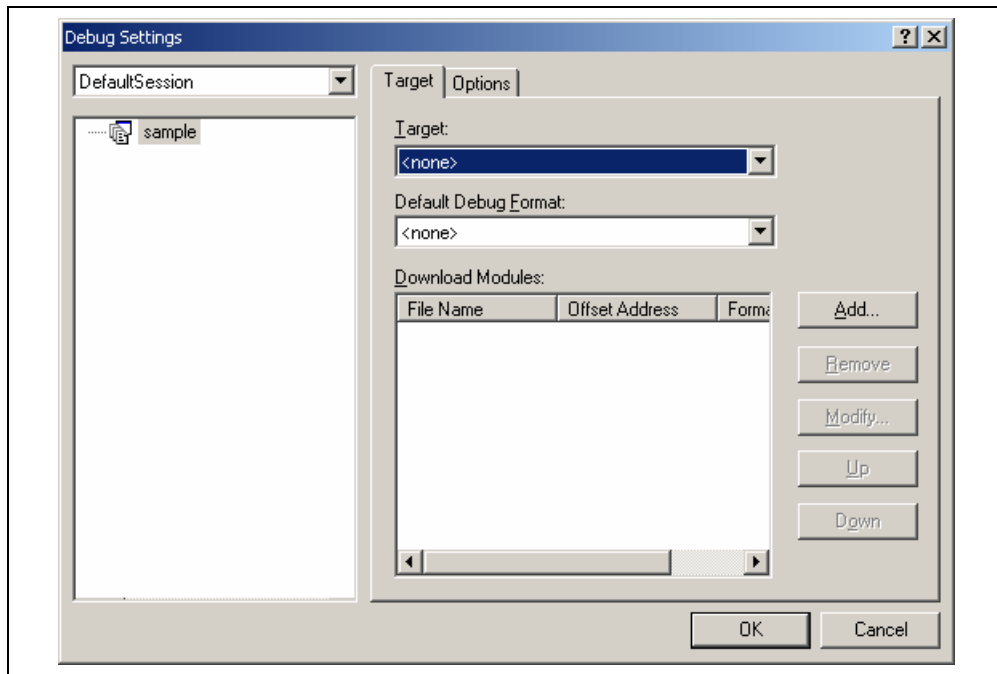 Debug Settings
DefaultSession
sample
Target
Options
Target:
<none>
Default Debug Format:
<none>
Download Modules:
File Name Offset Address Forma
Add...
Remove
Modify...
Up
Down
OK Cancel